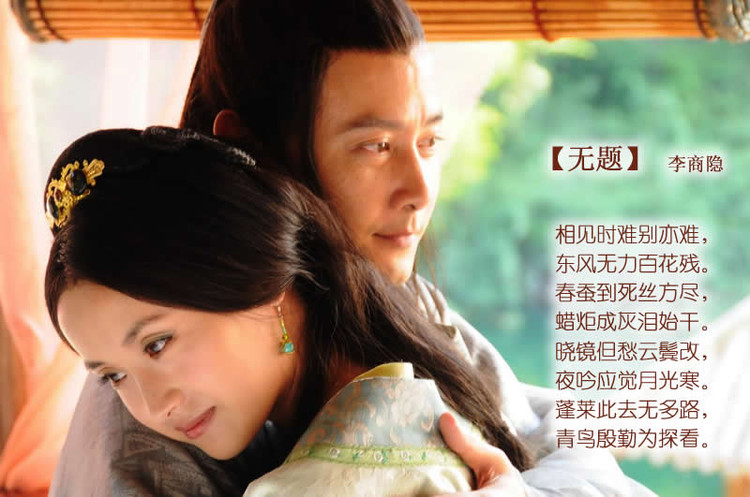 【无题】 李商隐
相见时难别亦难，
东风无力百花残。
春蚕到死丝方尽，
蜡炬成灰泪始干。
晓镜但愁云鬓改，
夜吟应觉月光寒。
蓬莱此去无多路，
青鸟殷勤为探看。